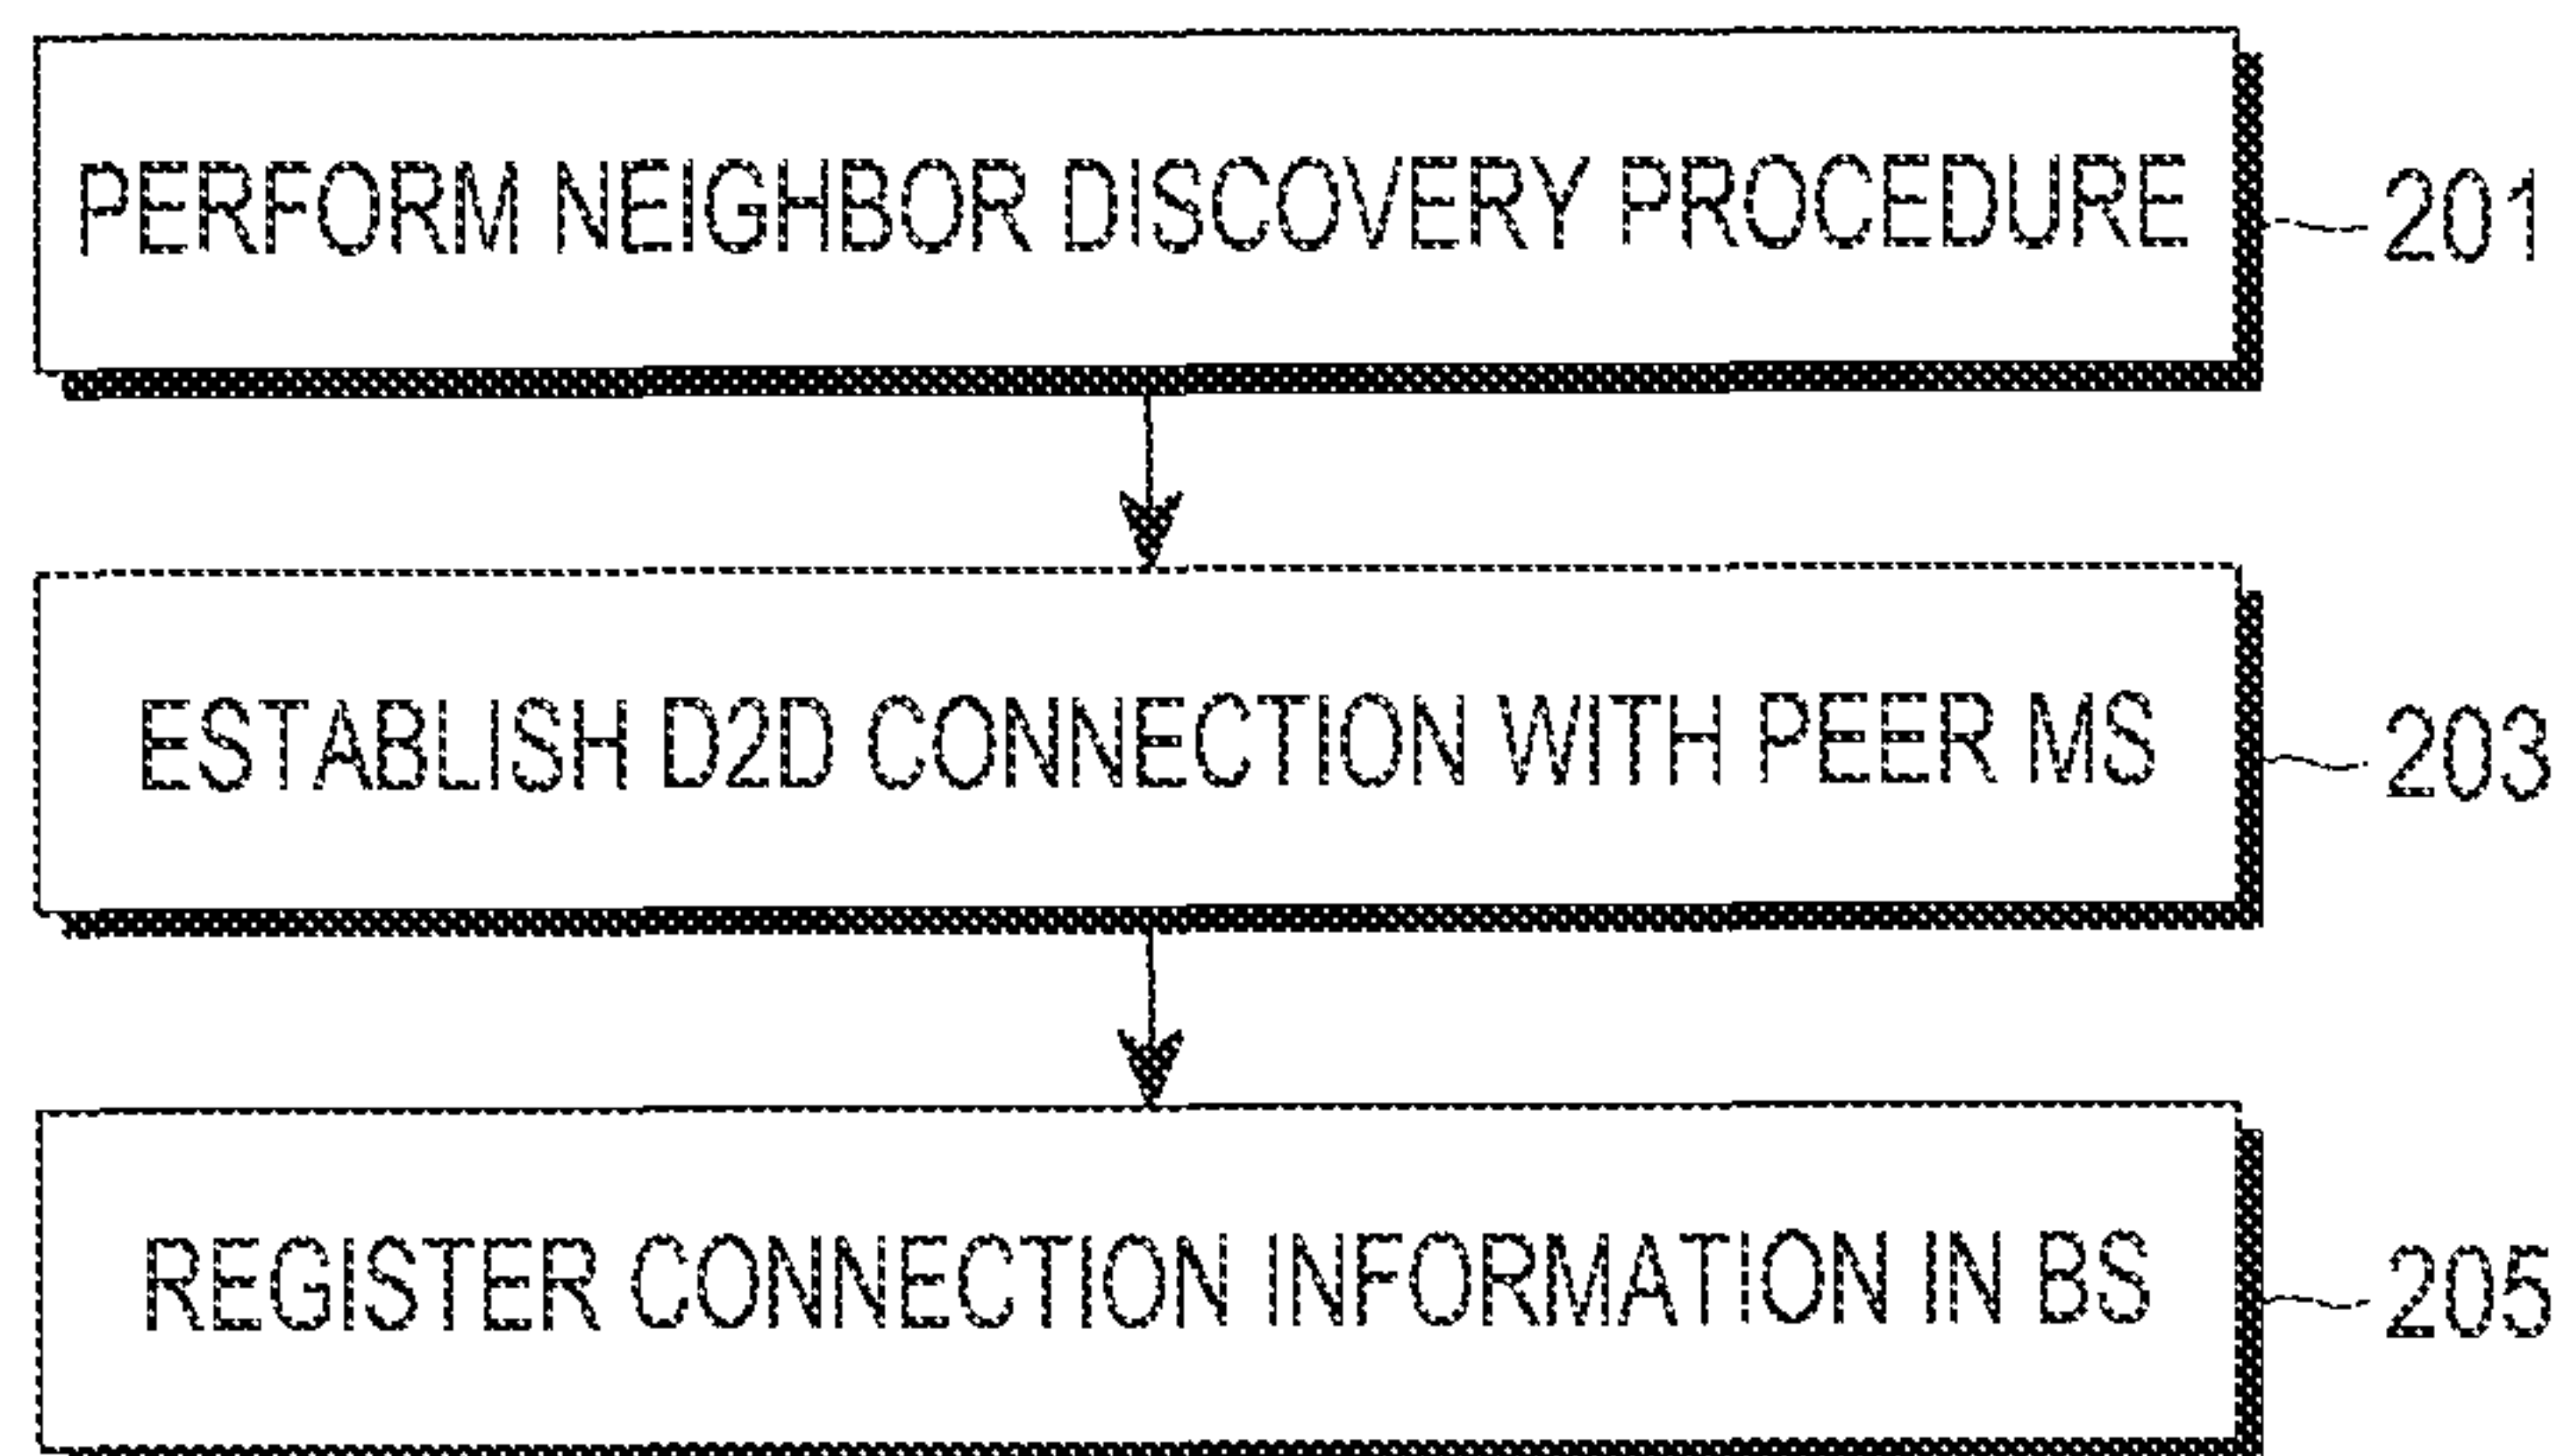 PERFORM NEIGHBOR DISCOVERY PROCEDURE
201
ESTABLISH D2D CONNECTION WITH PEER MS
203
REGISTER CONNECTION INFORMATION IN BS
205